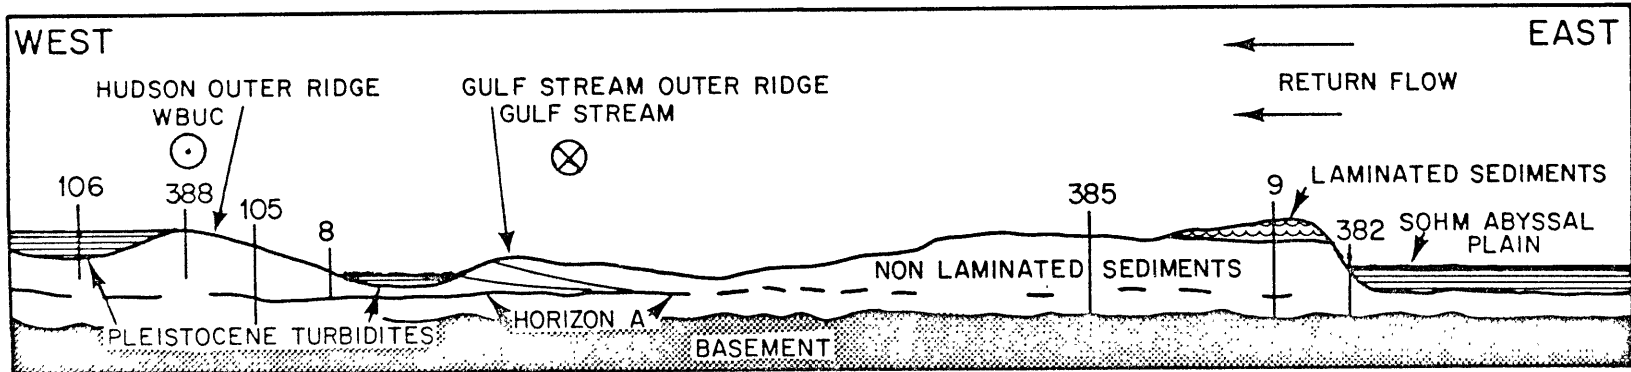 WEST
EAST
HUDSON OUTER RIDGE
WBUC
GULF STREAM OUTER RIDGE
GULF STREAM
RETURN FLOW
106
388
105
8
385
9
LAMINATED SEDIMENTS
382
SOHM ABYSSAL
PLAIN
NON LAMINATED SEDIMENTS
PLEISTOCENE TURBIDITES
HORIZON A
BASEMENT